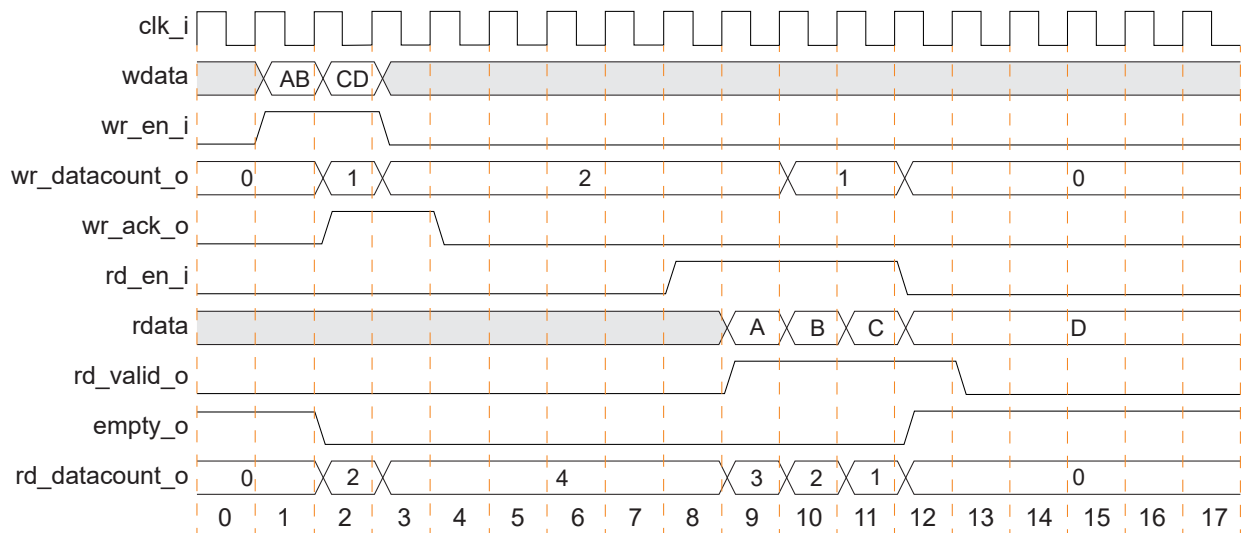 clk_i
wdata AB CD
wr_en_i
wr_datacount_o 0 1 2 1 0
wr_ack_o
rd_en_i
rdata A B C D
rd_valid_o
empty_o
rd_datacount_o 0 2 4 3 2 1 0
0 1 2 3 4 5 6 7 8 9 10 11 12 13 14 15 16 17